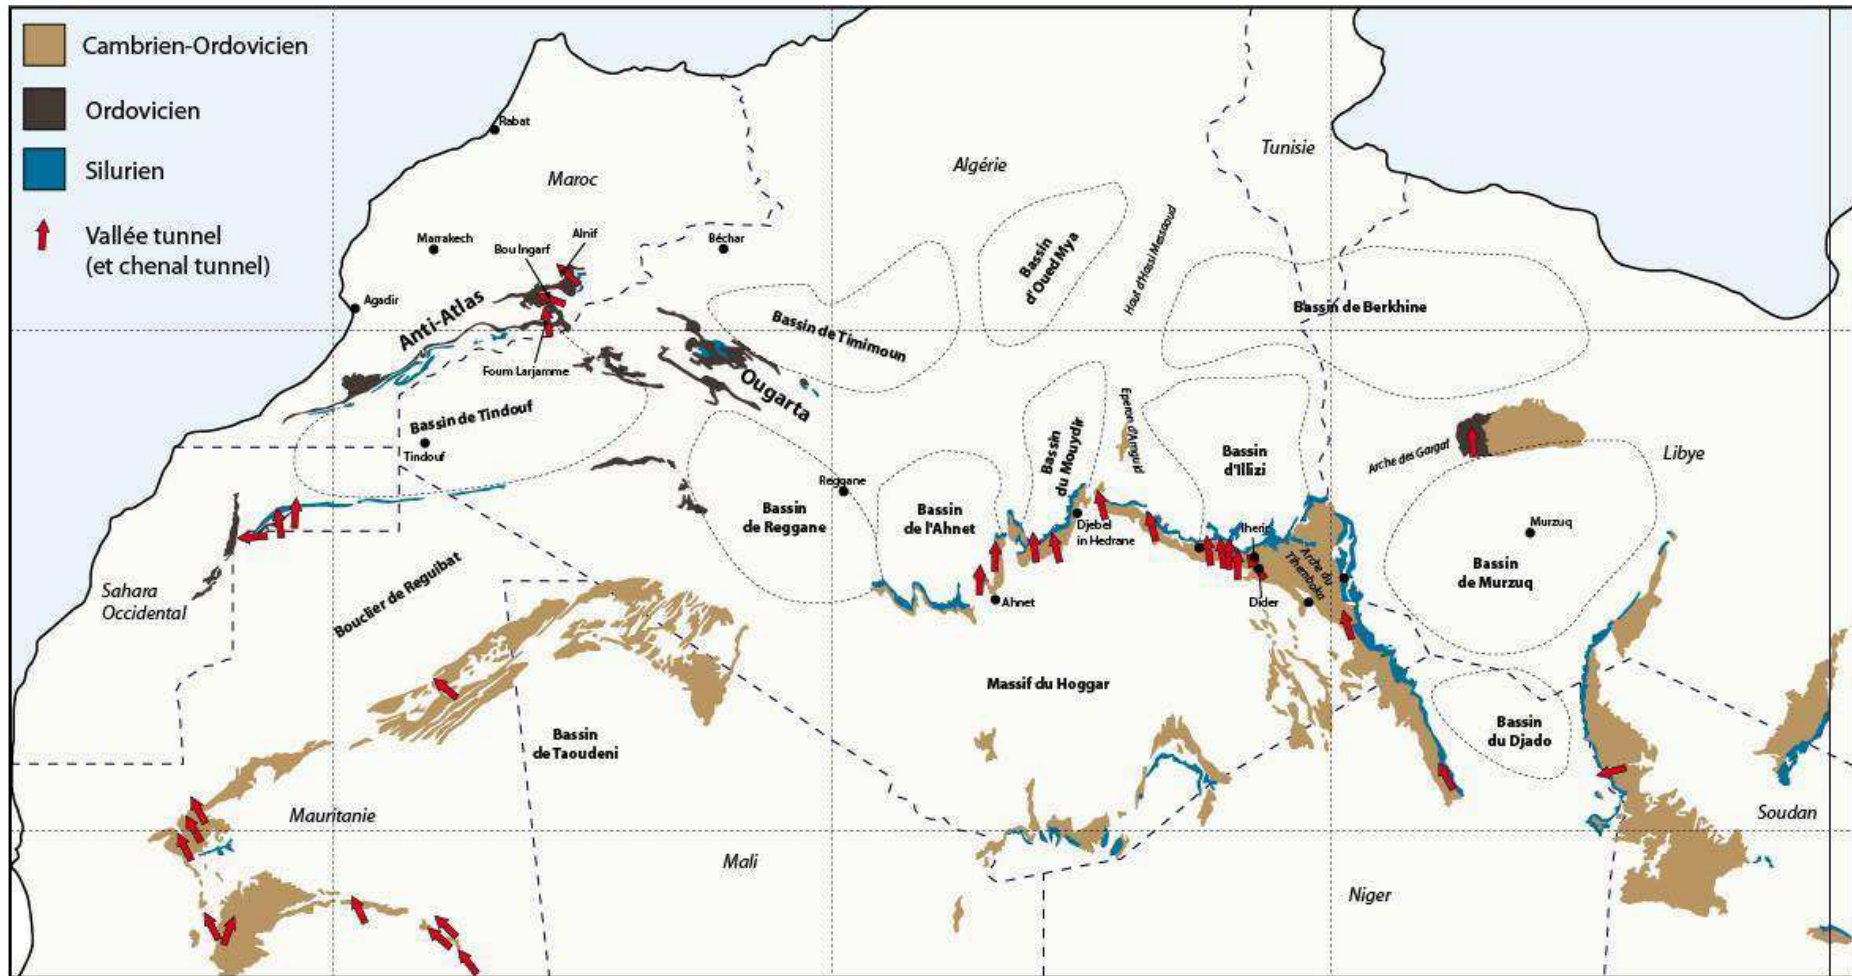 Cambrien-Ordovicien
Ordovicien
Silurien
Vallée tunnel
(et chenal tunnel)
Rabat
Maroc
Algérie
Tunisie
Marrakech
Bou Ingarf
Alnif
Béchar
Agadir
Anti-Atlas
Foum Larjamme
Bassin de Timimoun
Bassin
d'Oued Mya
Haut d'Hassi Messaoud
Bassin de Berkhine
Ougarta
Bassin de Tindouf
Tindouf
Reggane
Bassin
de Reggane
Bassin
de l'Ahnet
Bassin
du Mouydir
Eperon d'Amguid
Bassin
d'Illizi
Arche des Gargaf
Libye
Djebel
in Hedrane
Iherir
Arche du
Tihemboka
Dider
Murzuq
Bassin
de Murzuq
Ahnet
Sahara
Occidental
Bouclier de Reguibat
Massif du Hoggar
Bassin
de Taoudeni
Bassin
du Djado
Mauritanie
Mali
Niger
Soudan